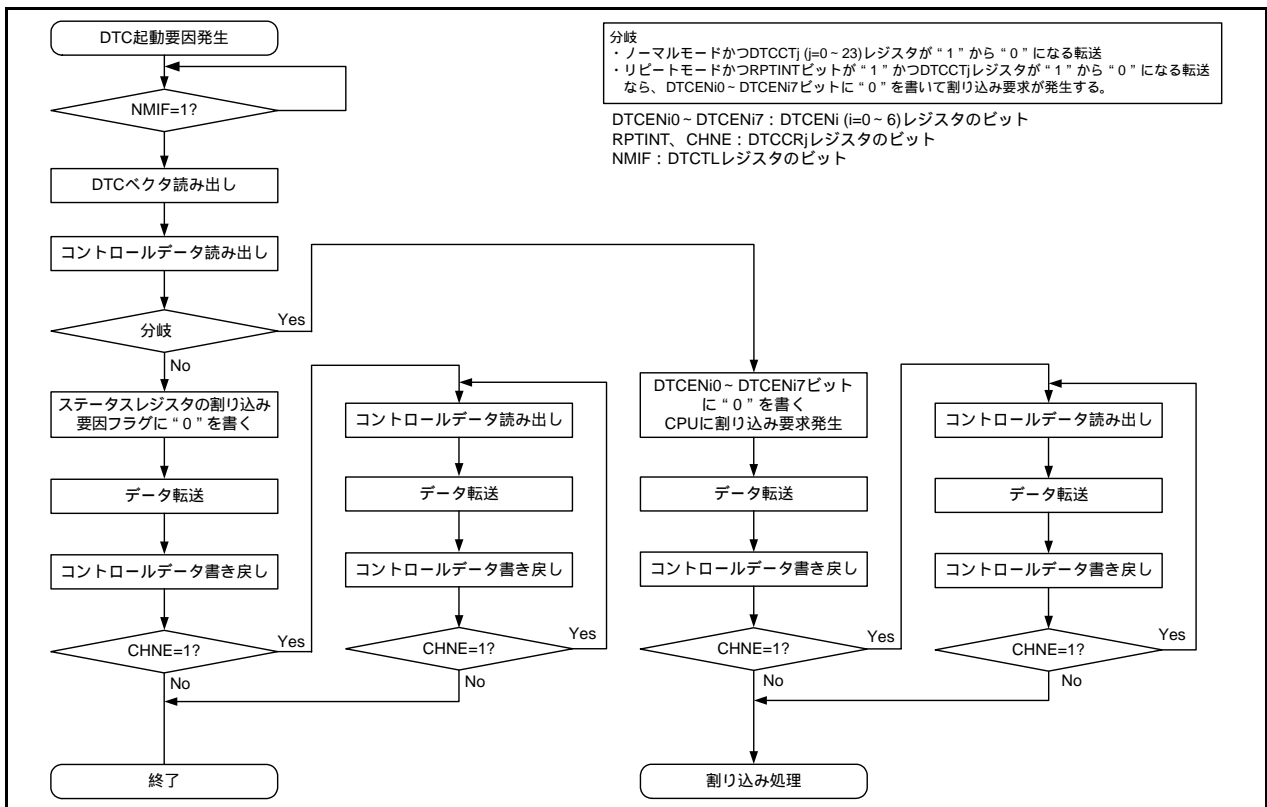 DTC起動要因発生
NMIF=1?
DTCベクタ読み出し
コントロールデータ読み出し
分岐
Yes
No
ステータスレジスタの割り込み
要因フラグに“0”を書く
データ転送
コントロールデータ書き戻し
CHNE=1?
Yes
No
終了
コントロールデータ読み出し
データ転送
コントロールデータ書き戻し
CHNE=1?
Yes
No
分岐
・ノーマルモードかつDTCCTj (j=0~23)レジスタが“1”から“0”になる転送
・リピートモードかつRPTINTビットが“1”かつDTCCTjレジスタが“1”から“0”になる転送
なら、DTCENi0~DTCENi7ビットに“0”を書いて割り込み要求が発生する。
DTCENi0~DTCENi7:DTCENi (i=0~6)レジスタのビット
RPTINT、CHNE:DTCCRjレジスタのビット
NMIF:DTCTLレジスタのビット
DTCENi0~DTCENi7ビット
に“0”を書く
CPUに割り込み要求発生
データ転送
コントロールデータ書き戻し
CHNE=1?
Yes
No
割り込み処理
コントロールデータ読み出し
データ転送
コントロールデータ書き戻し
CHNE=1?
Yes
No